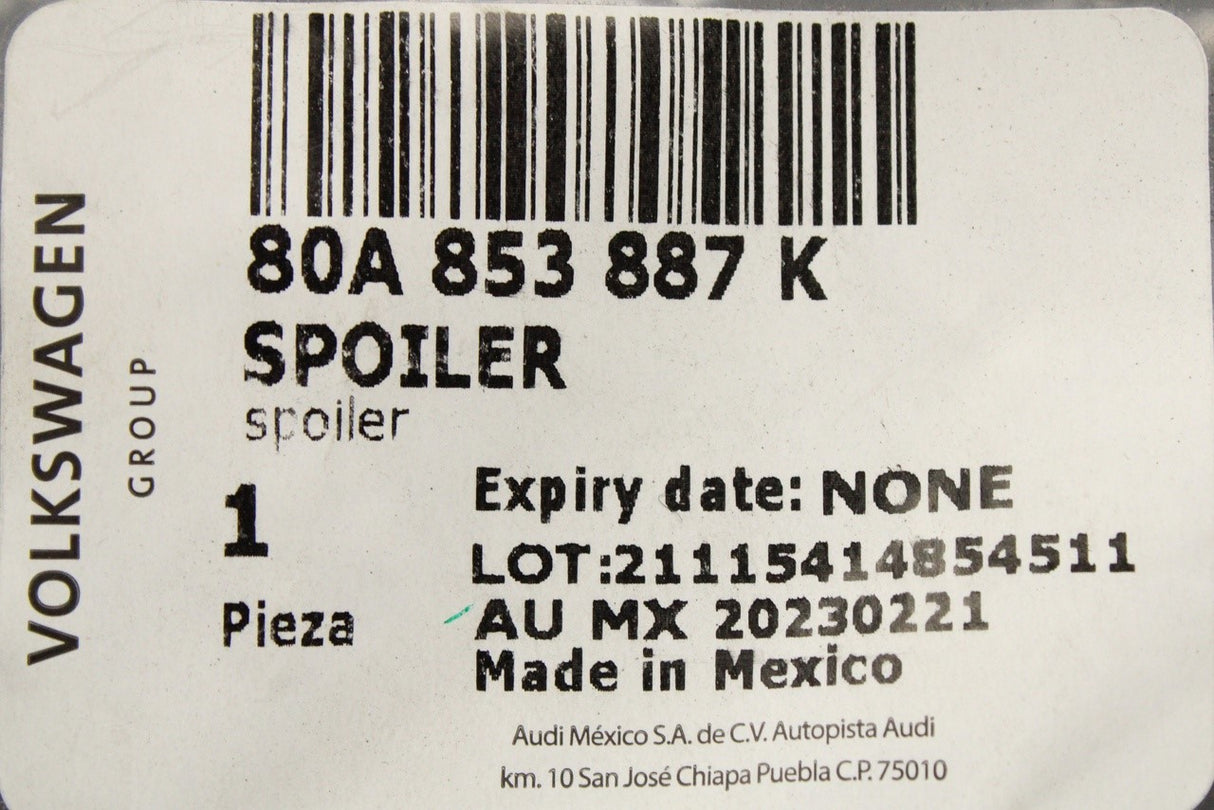 VOLKSWAGEN
GROUP
80A 853 887 K
SPOILER
spoiler
1
Pieza
Expiry date: NONE
LOT:21115414854511
AU MX 20230221
Made in Mexico
Audi México S.A. de C.V. Autopista Audi
km. 10 San José Chiapa Puebla C.P. 75010